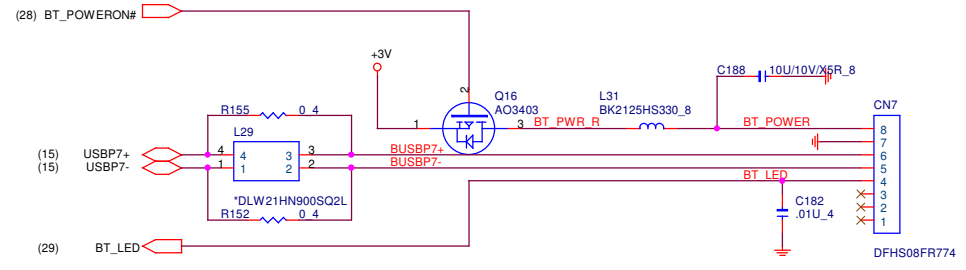 (28) BT_POWERON#
+3V
C188 10U/10V/X5R_8
2
Q16
AO3403
L31
BK2125HS330_8
CN7
R155 0_4
1
3
BT_PWR_R
BT_POWER
8
L29
7
(15) USBP7+
4
4
3
3
BUSBP7+
6
(15) USBP7-
1
1
2
2
BUSBP7-
5
BT_LED
4
*DLW21HN900SQ2L
R152 0_4
C182
.01U_4
3
2
1
(29) BT_LED
DFHS08FR774